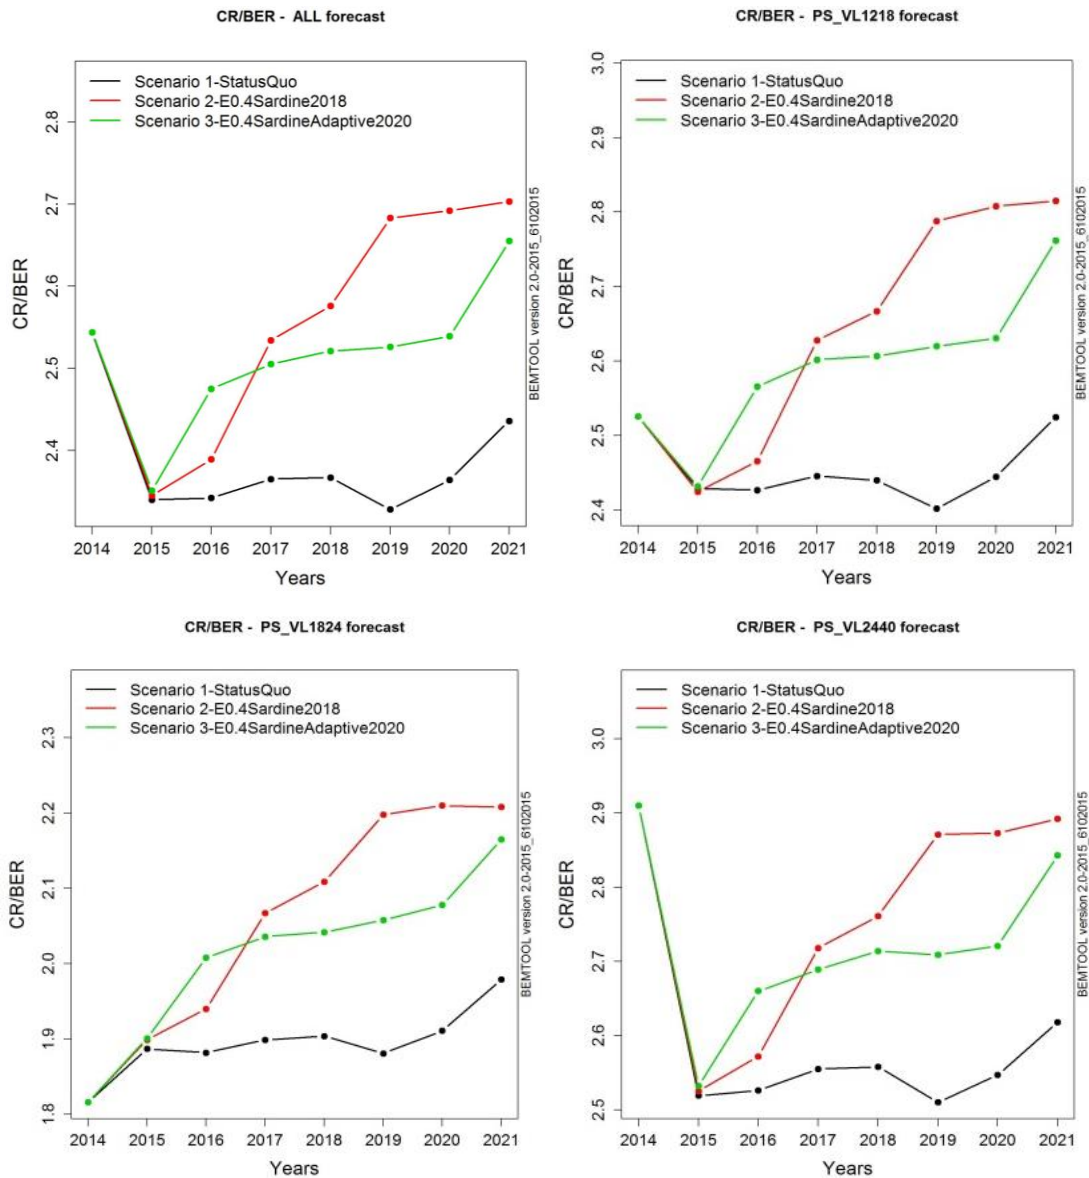 CR/BER - ALL forecast
Scenario 1-StatusQuo
Scenario 2-E0.4Sardine2018
Scenario 3-E0.4SardineAdaptive2020
2.8
2.7
2.6
2.5
2.4
CR/BER
2014 2015 2016 2017 2018 2019 2020 2021
Years
BEMTOOL version 2.0-2015_6102015
CR/BER - PS_VL1218 forecast
Scenario 1-StatusQuo
Scenario 2-E0.4Sardine2018
Scenario 3-E0.4SardineAdaptive2020
3.0
2.9
2.8
2.7
2.6
2.5
2.4
CR/BER
2014 2015 2016 2017 2018 2019 2020 2021
Years
BEMTOOL version 2.0-2015_6102015
CR/BER - PS_VL1824 forecast
Scenario 1-StatusQuo
Scenario 2-E0.4Sardine2018
Scenario 3-E0.4SardineAdaptive2020
2.3
2.2
2.1
2.0
1.9
1.8
CR/BER
2014 2015 2016 2017 2018 2019 2020 2021
Years
BEMTOOL version 2.0-2015_6102015
CR/BER - PS_VL2440 forecast
Scenario 1-StatusQuo
Scenario 2-E0.4Sardine2018
Scenario 3-E0.4SardineAdaptive2020
3.0
2.9
2.8
2.7
2.6
2.5
CR/BER
2014 2015 2016 2017 2018 2019 2020 2021
Years
BEMTOOL version 2.0-2015_6102015